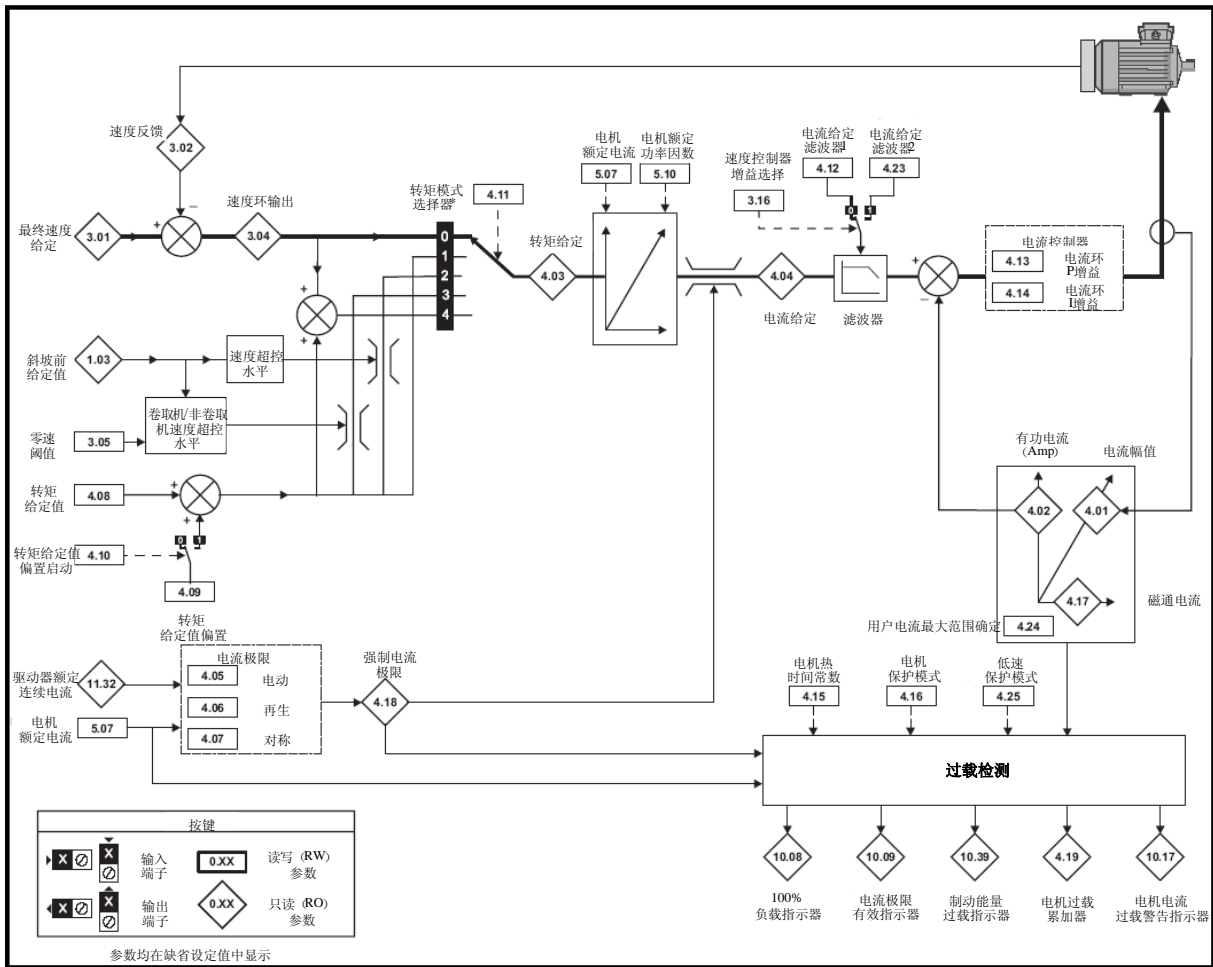 速度反馈
3.02
−
最终速度
给定
3.01
+
速度环输出
3.04
转矩模式
选择器
4.11
0
1
2
3
4
+
+
转矩给定
4.03
电机
额定电流
5.07
电机额定
功率因数
5.10
4.04
电流给定
速度控制器
增益选择
3.16
电流给定
滤波器1
4.12
电流给定
滤波器2
4.23
0 1
滤波器
+
−
电流控制器
4.13
电流环
P增益
4.14
电流环
I增益
斜坡前
给定值
1.03
速度超控
水平
卷取机/非卷取
机速度超控
水平
零速
阈值
3.05
转矩
给定值
4.08
+
+
0 1
转矩给定值
偏置启动
4.10
4.09
转矩
给定值偏置
有功电流
(Amp)
电流幅值
4.02
4.01
4.17
磁通电流
用户电流最大范围确定
4.24
驱动器额定
连续电流
11.32
电机
额定电流
5.07
电流极限
4.05
电动
4.06
再生
4.07
对称
强制电流
极限
4.18
电机热
时间常数
4.15
电机
保护模式
4.16
低速
保护模式
4.25
过载检测
10.08
100%
负载指示器
10.09
电流极限
有效指示器
10.39
制动能量
过载指示器
4.19
电机过载
累加器
10.17
电机电流
过载警告指示器
按键
X
X
输入
端子
0.XX
读写 (RW)
参数
X
X
输出
端子
0.XX
只读 (RO)
参数
参数均在缺省设定值中显示